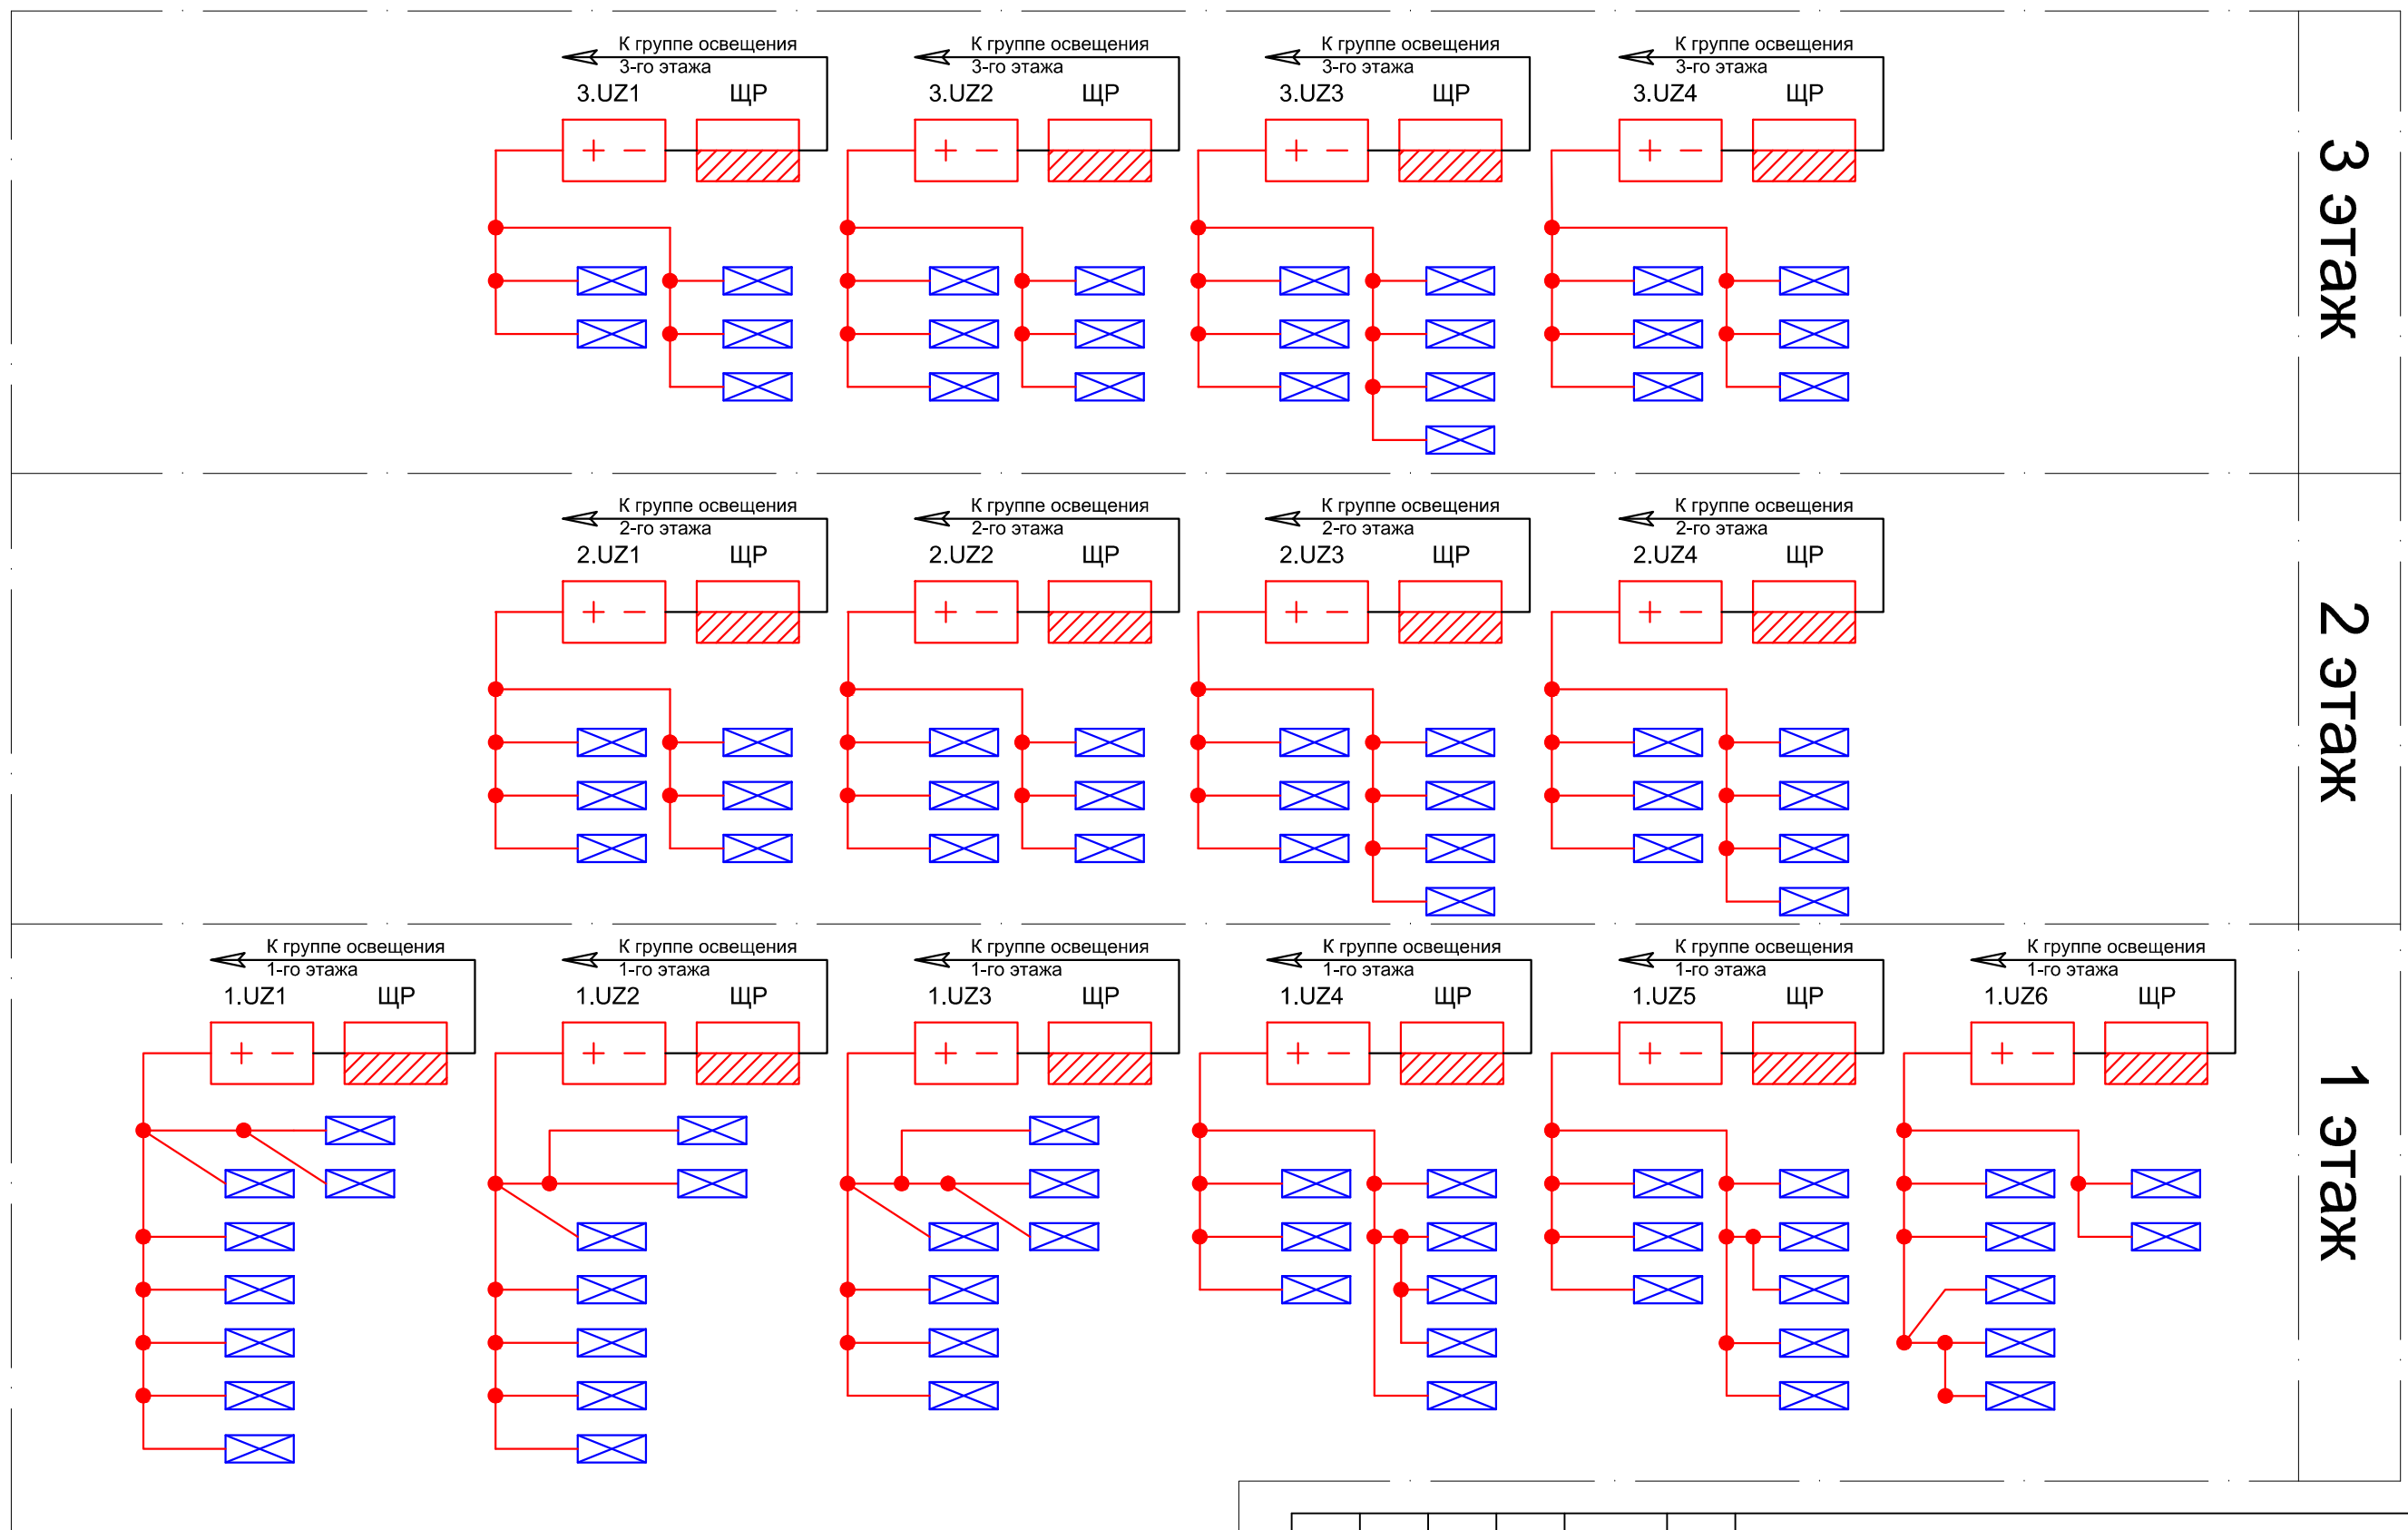 К группе освещения
3-го этажа
3.UZ1 ЩР
К группе освещения
3-го этажа
3.UZ2 ЩР
К группе освещения
3-го этажа
3.UZ3 ЩР
К группе освещения
3-го этажа
3.UZ4 ЩР
3 этаж
К группе освещения
2-го этажа
2.UZ1 ЩР
К группе освещения
2-го этажа
2.UZ2 ЩР
К группе освещения
2-го этажа
2.UZ3 ЩР
К группе освещения
2-го этажа
2.UZ4 ЩР
2 этаж
К группе освещения
1-го этажа
1.UZ1 ЩР
К группе освещения
1-го этажа
1.UZ2 ЩР
К группе освещения
1-го этажа
1.UZ3 ЩР
К группе освещения
1-го этажа
1.UZ4 ЩР
К группе освещения
1-го этажа
1.UZ5 ЩР
К группе освещения
1-го этажа
1.UZ6 ЩР
1 этаж